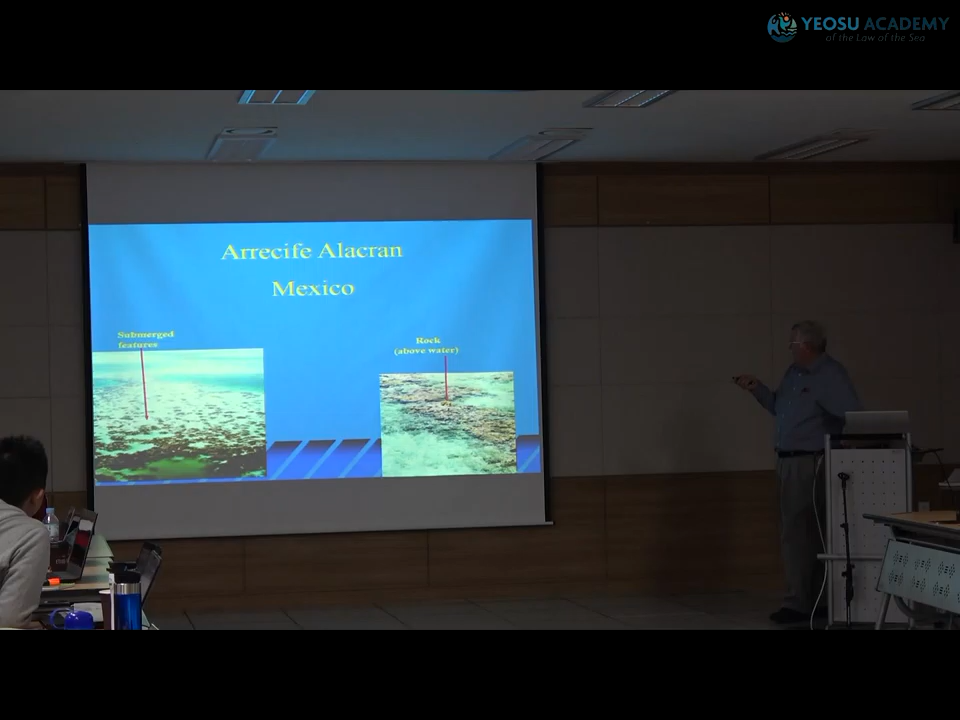 YEOSU ACADEMY
of the Law of the Sea
Arrecife Alacran
Mexico
Submerged
features
Rock
(above water)